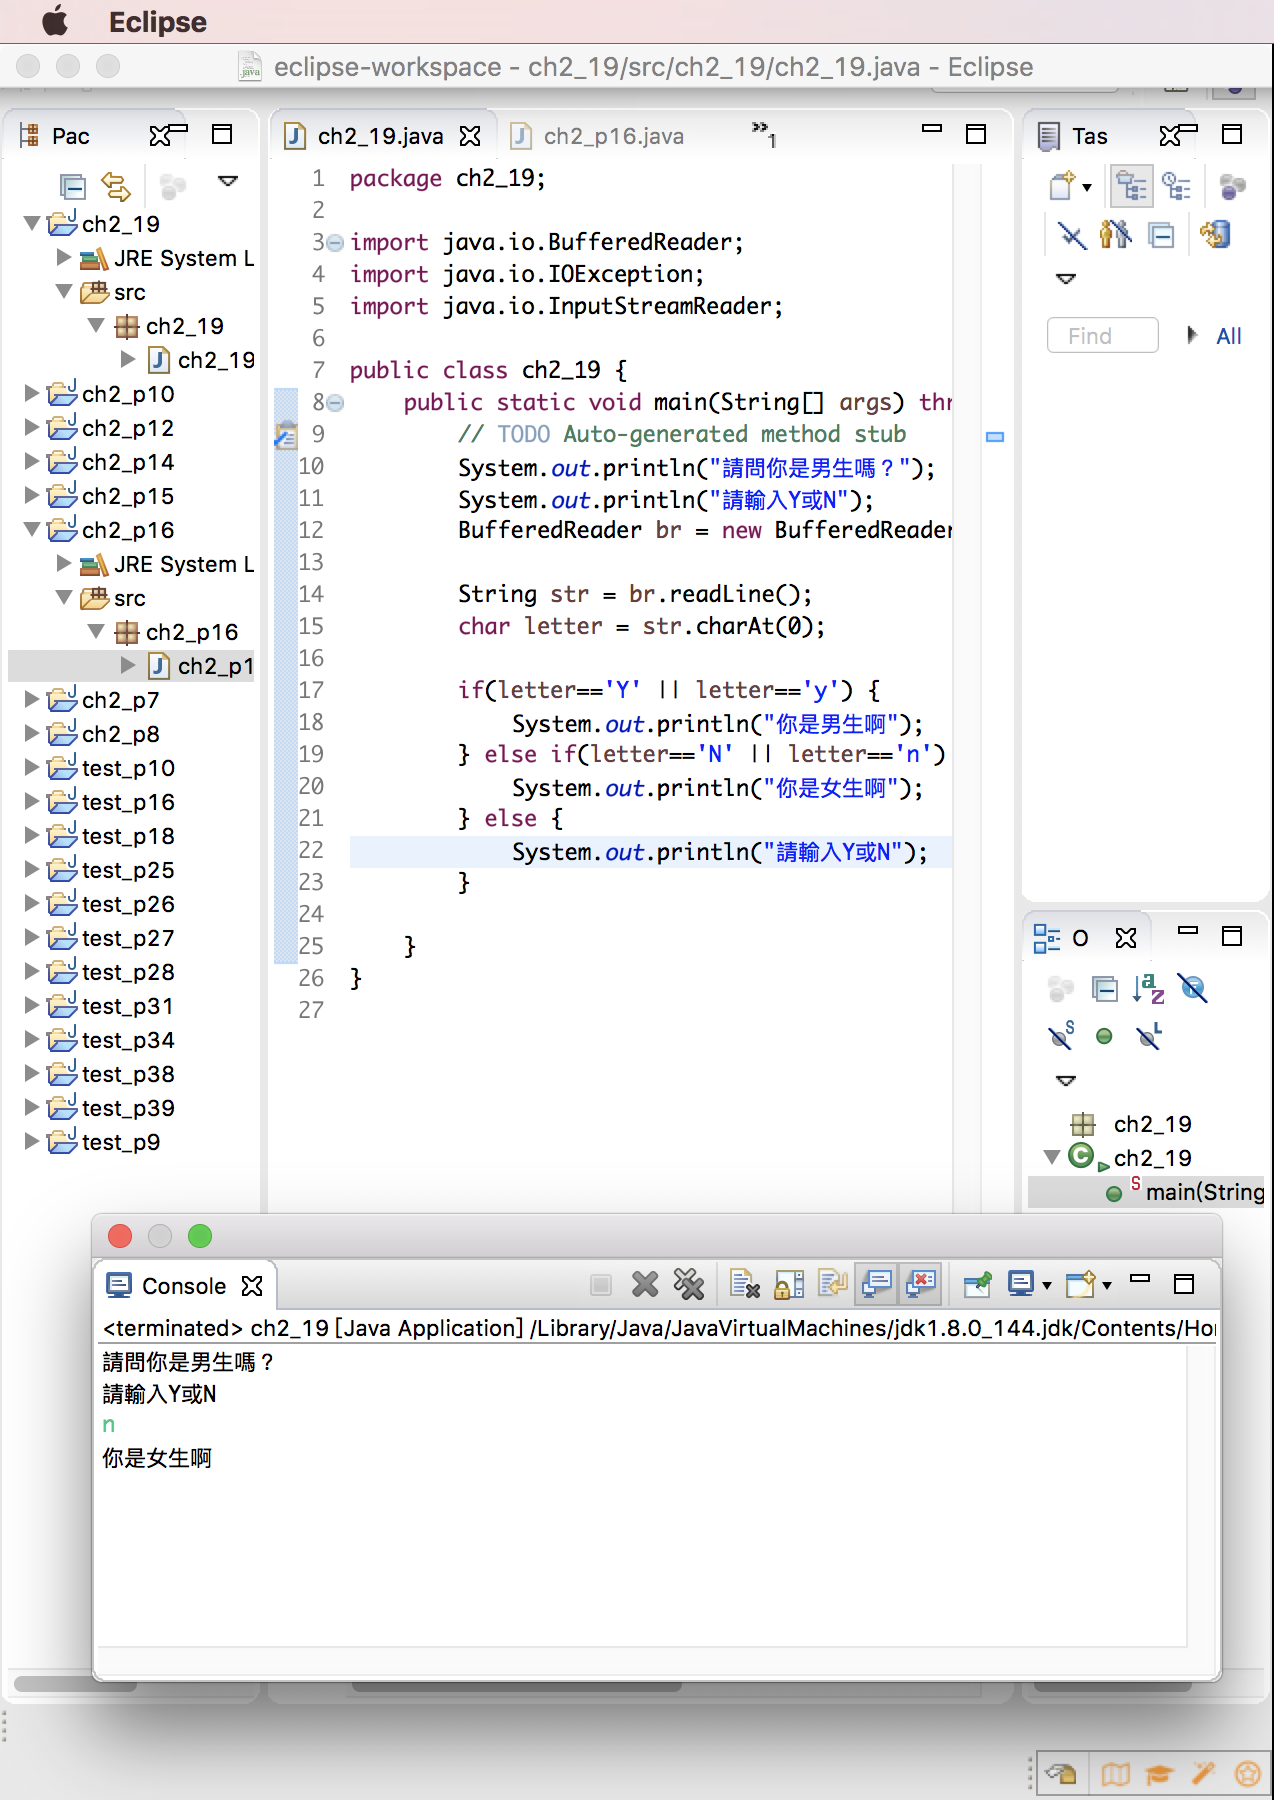 Eclipse
eclipse-workspace - ch2_19/src/ch2_19/ch2_19.java - Eclipse
Pac
ch2_19
JRE System L
src
ch2_19
ch2_19
ch2_p10
ch2_p12
ch2_p14
ch2_p15
ch2_p16
JRE System L
src
ch2_p16
ch2_p1
ch2_p7
ch2_p8
test_p10
test_p16
test_p18
test_p25
test_p26
test_p27
test_p28
test_p31
test_p34
test_p38
test_p39
test_p9
ch2_19.java ch2_p16.java »1
1 package ch2_19;
2
3 import java.io.BufferedReader;
4 import java.io.IOException;
5 import java.io.InputStreamReader;
6
7 public class ch2_19 {
8 public static void main(String[] args) thr
9 // TODO Auto-generated method stub
10 System.out.println("請問你是男生嗎？");
11 System.out.println("請輸入Y或N");
12 BufferedReader br = new BufferedReader
13
14 String str = br.readLine();
15 char letter = str.charAt(0);
16
17 if(letter=='Y' || letter=='y') {
18 System.out.println("你是男生啊");
19 } else if(letter=='N' || letter=='n')
20 System.out.println("你是女生啊");
21 } else {
22 System.out.println("請輸入Y或N");
23 }
24
25 }
26 }
27
Tas
Find All
O
ch2_19
ch2_19
main(String
Console
<terminated> ch2_19 [Java Application] /Library/Java/JavaVirtualMachines/jdk1.8.0_144.jdk/Contents/Ho
請問你是男生嗎？
請輸入Y或N
n
你是女生啊